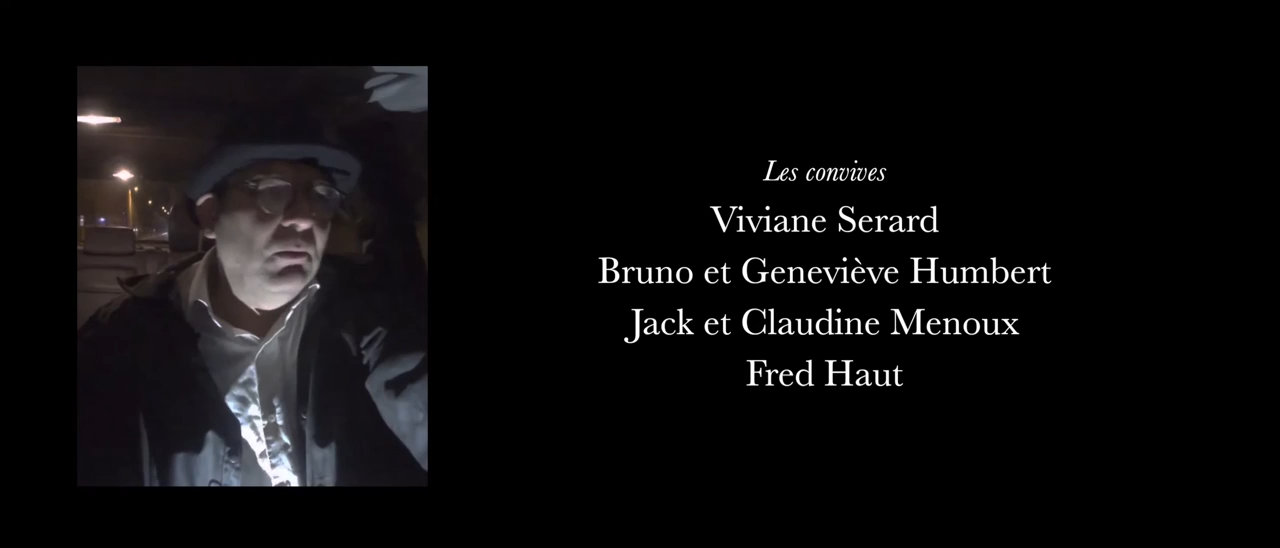 Les convives
Viviane Serard
Bruno et Geneviève Humbert
Jack et Claudine Menoux
Fred Haut